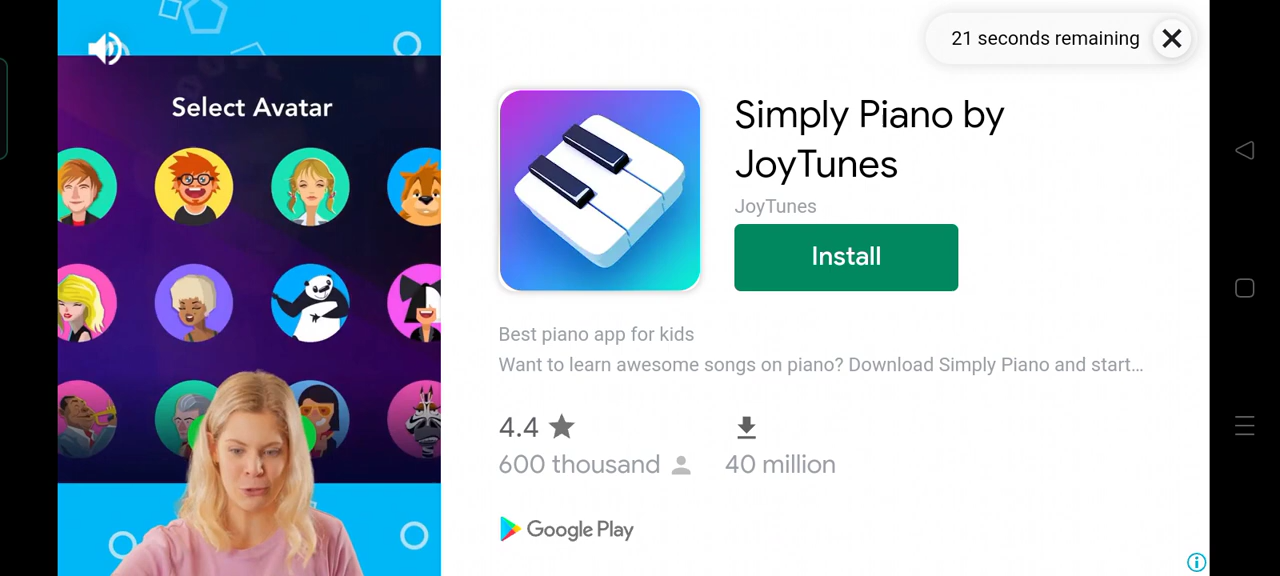 Select Avatar
21 seconds remaining
Simply Piano by
JoyTunes
JoyTunes
Install
Best piano app for kids
Want to learn awesome songs on piano? Download Simply Piano and start…
4.4
600 thousand
40 million
Google Play